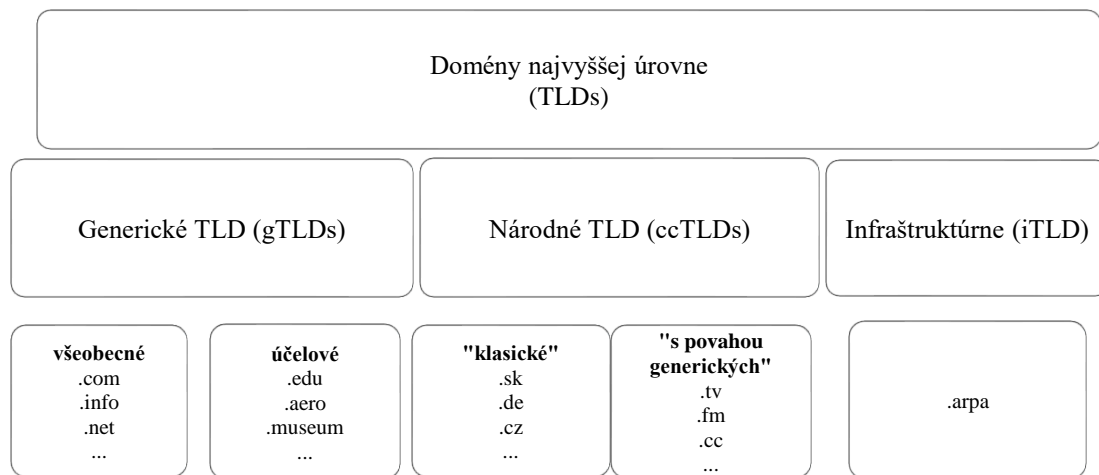 Domény najvyššej úrovne
(TLDs)
Generické TLD (gTLDs)
Národné TLD (ccTLDs)
Infraštruktúrne (iTLD)
všeobecné
.com
.info
.net
...
účelové
.edu
.aero
.museum
...
"klasické"
.sk
.de
.cz
...
"s povahou
generických"
.tv
.fm
.cc
...
.arpa